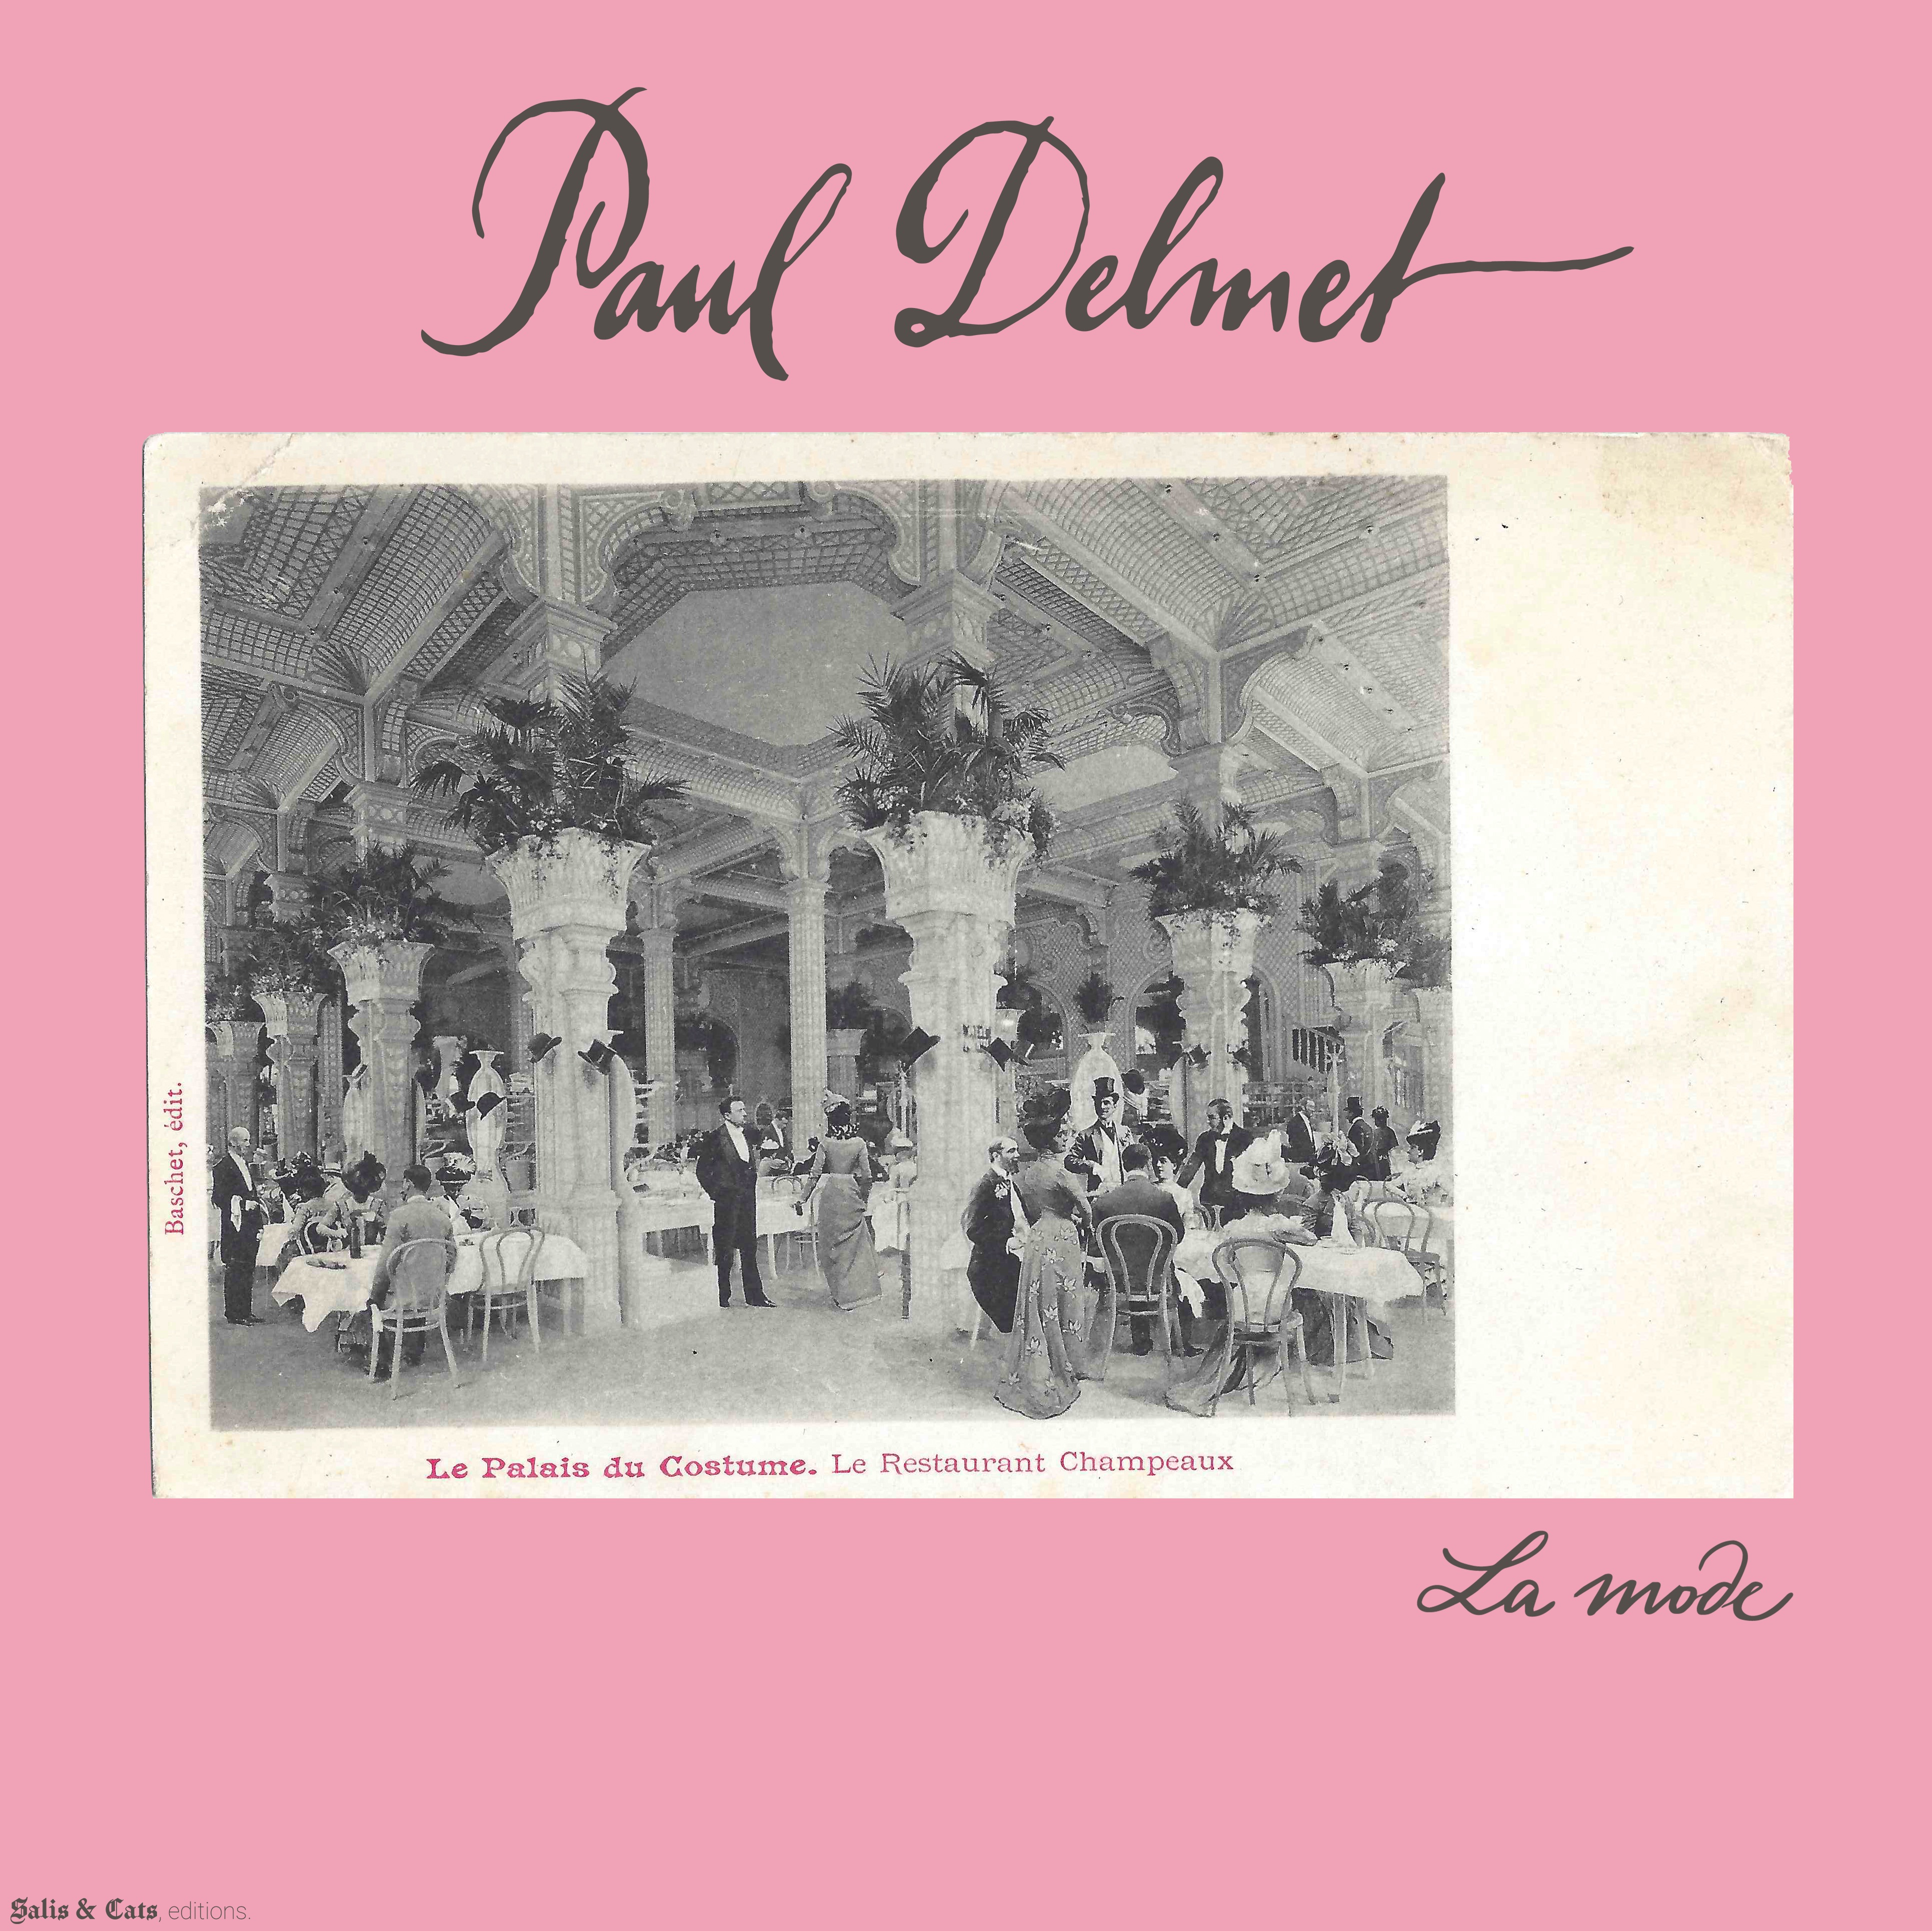 Paul Delmet
Baschet, édit.
Le Palais du Costume. Le Restaurant Champeaux
La mode
Salis & Cats, editions.